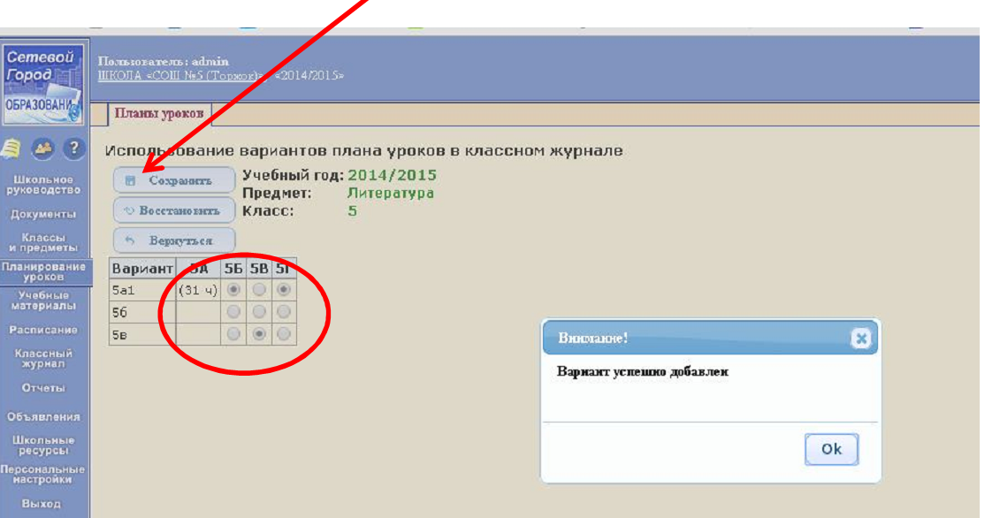 Сетевой
Город
ОБРАЗОВАНИ
Пользователь: admin
ШКОЛА «СОШ №5 (Торжок)», «2014/2015»
Планы уроков
?
Использование вариантов плана уроков в классном журнале
Сохранить
Восстановить
Вернуться
Учебный год: 2014/2015
Предмет: Литература
Класс: 5
Вариант 5А 5Б 5В 5Г
5а1 (31 ч)
5б
5в
Школьное
руководство
Документы
Классы
и предметы
Планирование
уроков
Учебные
материалы
Расписание
Классный
журнал
Отчеты
Объявления
Школьные
ресурсы
Персональные
настройки
Выход
Внимание!
Вариант успешно добавлен
Ok